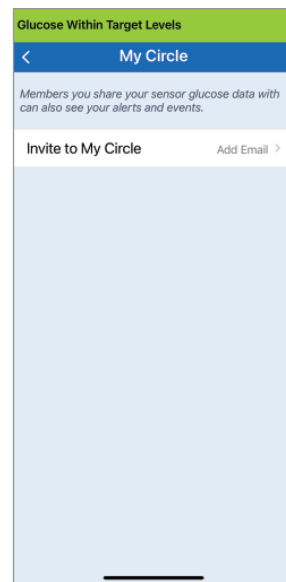 Glucose Within Target Levels
My Circle
Members you share your sensor glucose data with
can also see your alerts and events.
Invite to My Circle Add Email